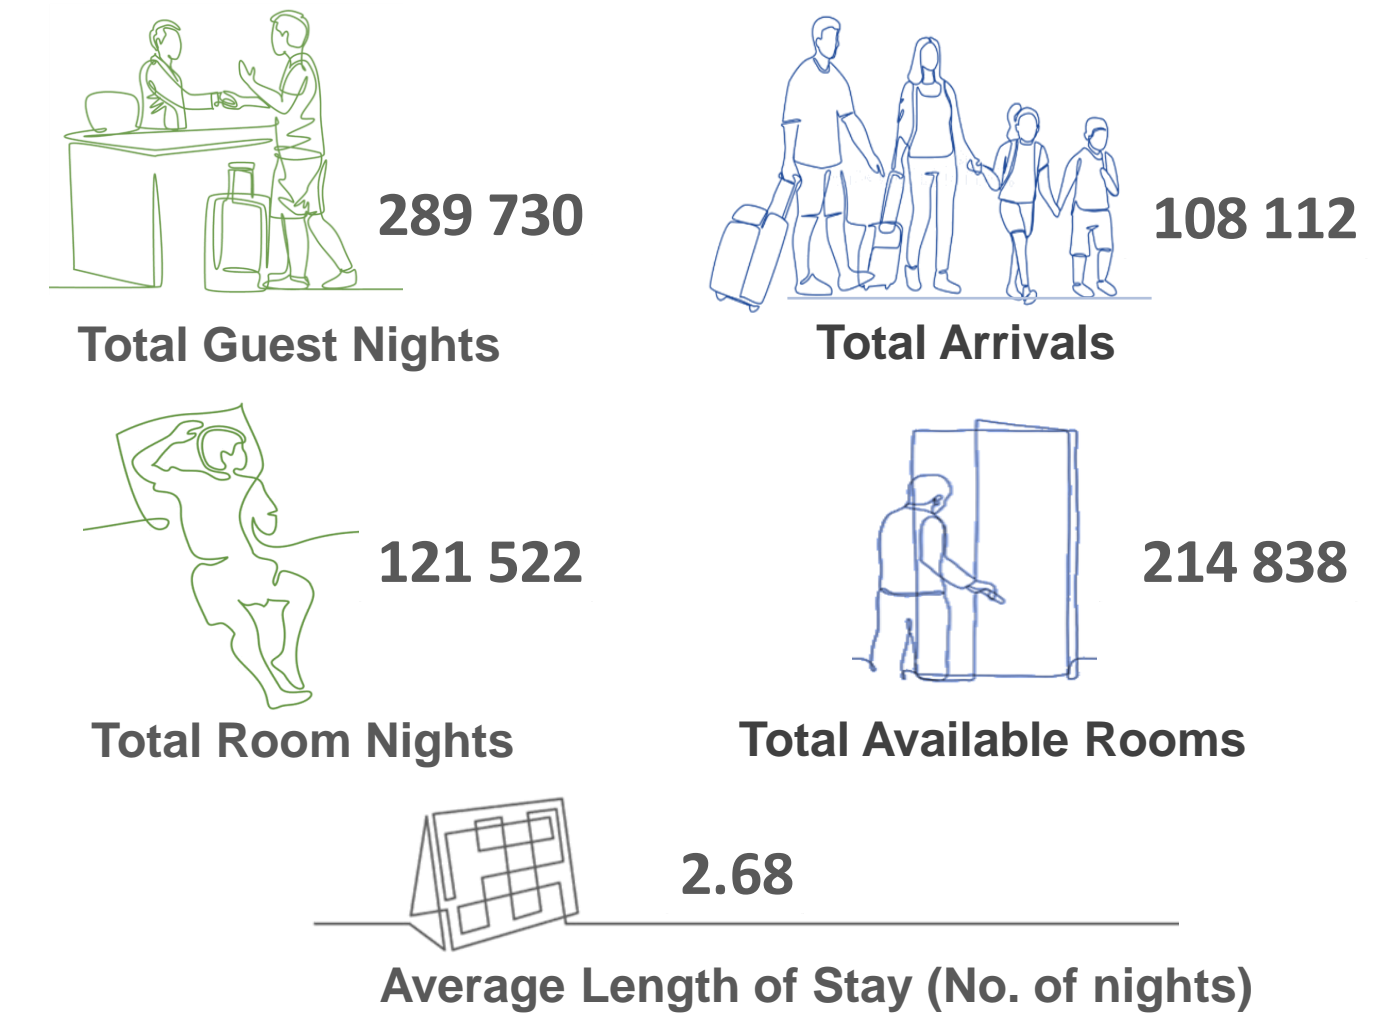 289 730
Total Guest Nights
108 112
Total Arrivals
121 522
Total Room Nights
214 838
Total Available Rooms
2.68
Average Length of Stay (No. of nights)